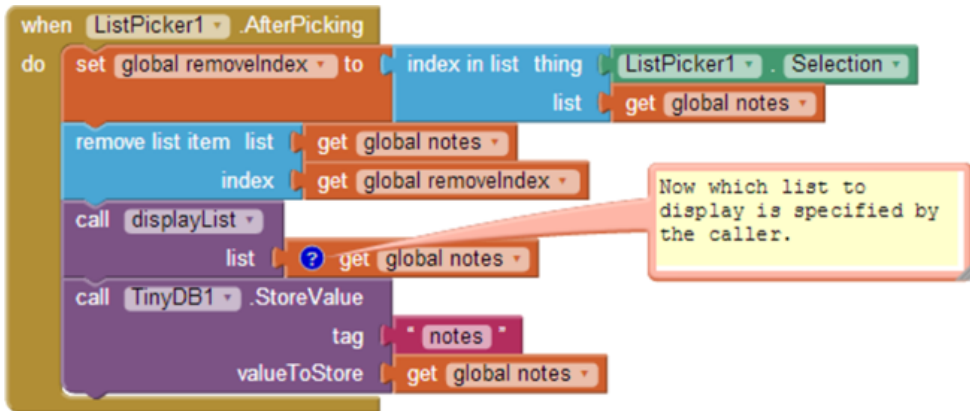 when ListPicker1 .AfterPicking
do set global removeIndex to index in list thing ListPicker1 . Selection
list get global notes
remove list item list get global notes
index get global removeIndex
call displayList
list ? get global notes
Now which list to
display is specified by
the caller.
call TinyDB1 .StoreValue
tag " notes "
valueToStore get global notes